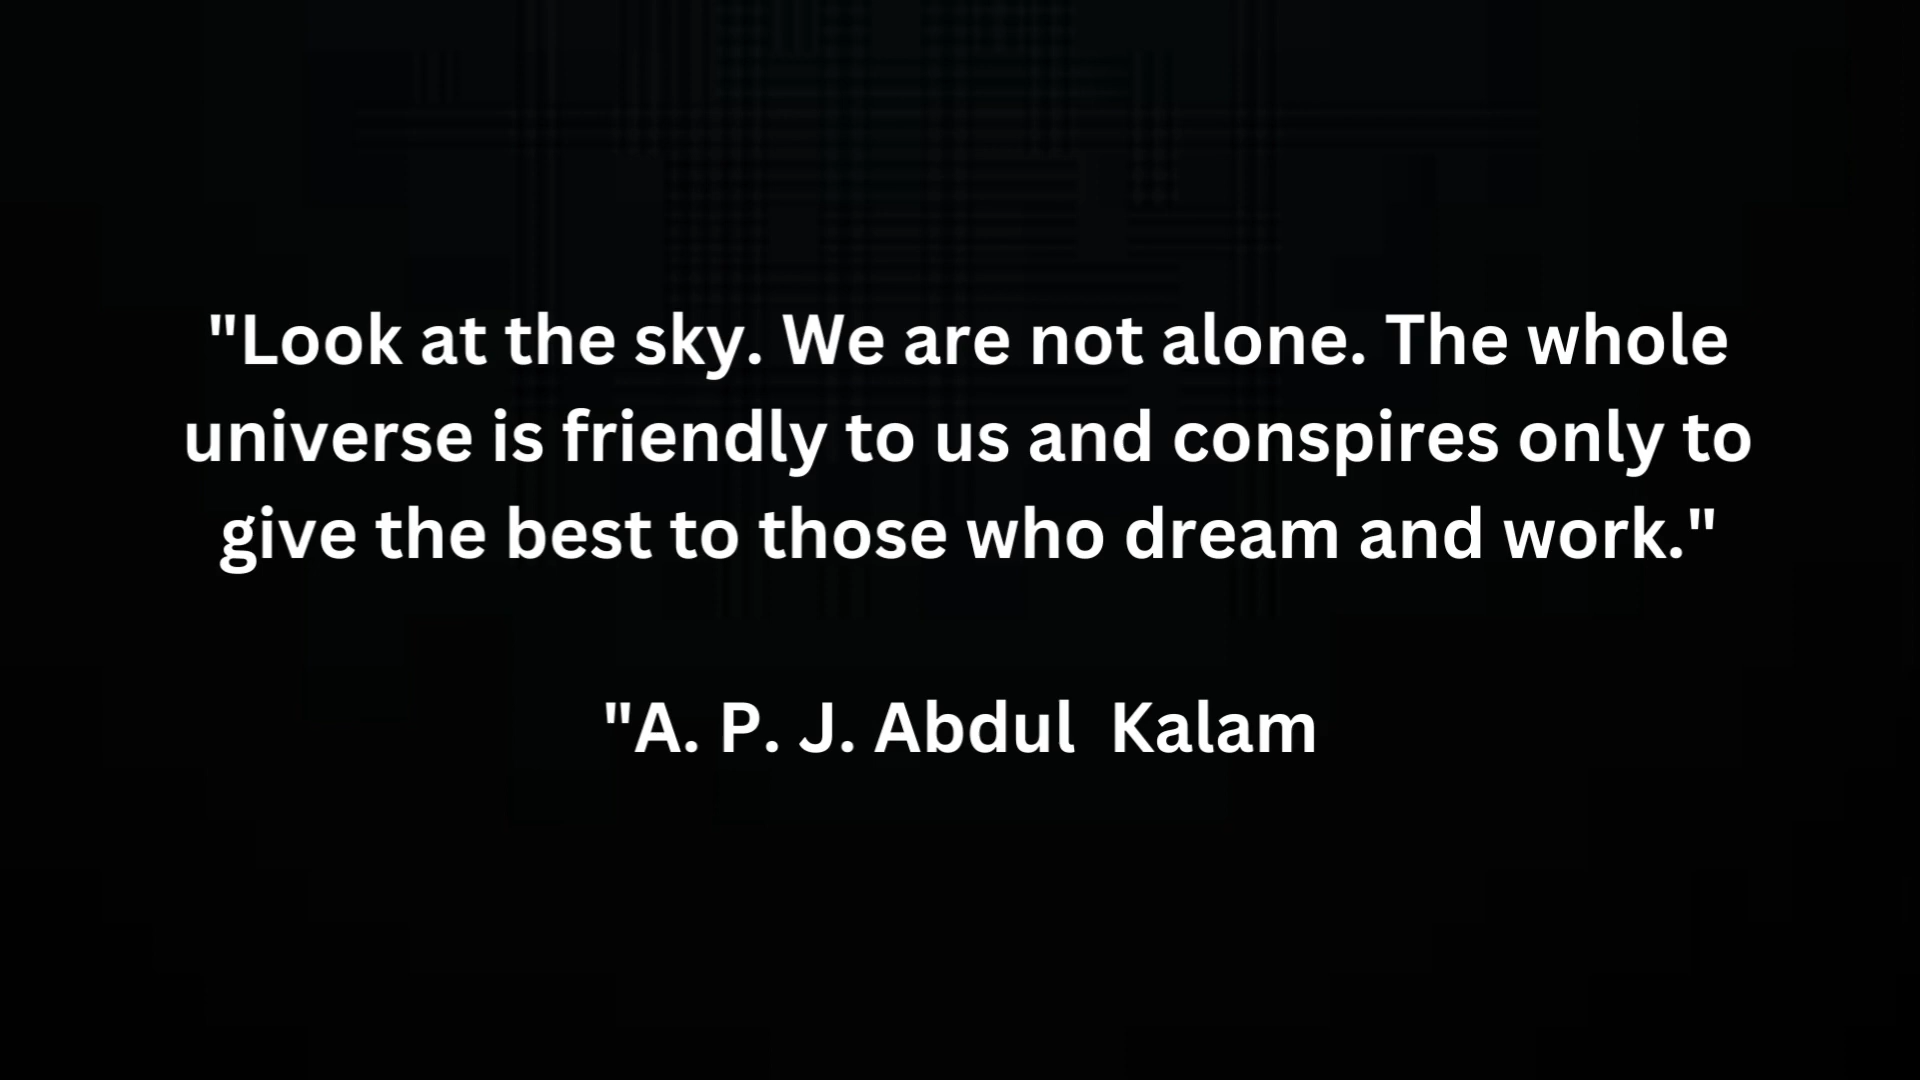 "Look at the sky. We are not alone. The whole
universe is friendly to us and conspires only to
give the best to those who dream and work."
"A. P. J. Abdul  Kalam